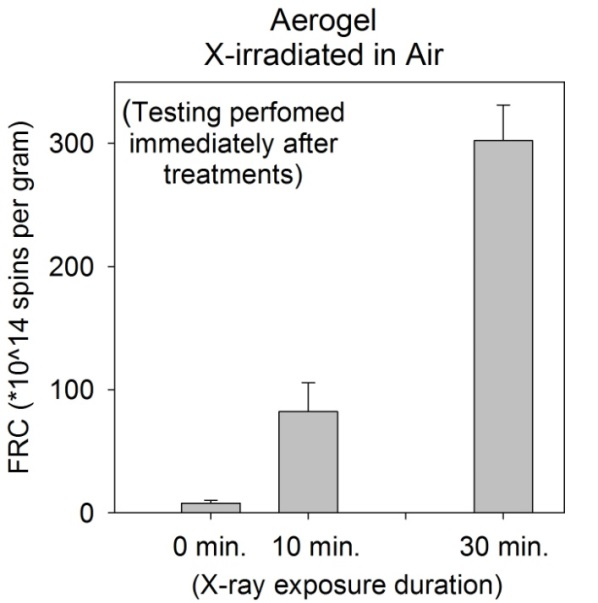 Aerogel
X-irradiated in Air
(Testing perfomed
immediately after
treatments)
FRC (*10^14 spins per gram)
300
200
100
0
0 min.
10 min.
30 min.
(X-ray exposure duration)